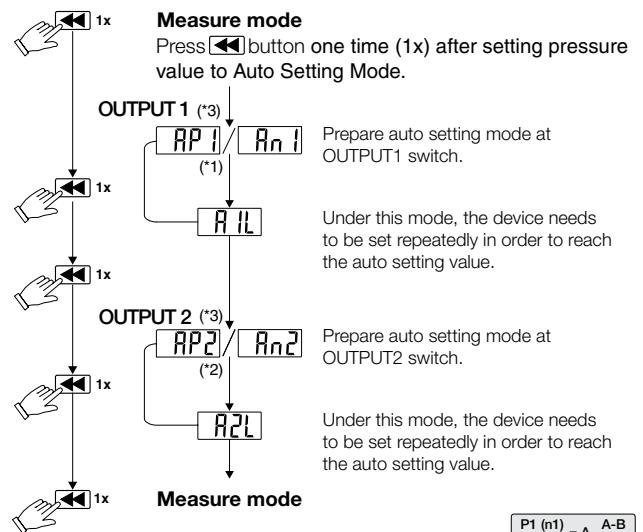 1x Measure mode
Press ◀◀ button one time (1x) after setting pressure
value to Auto Setting Mode.
OUTPUT 1 (*3)
AP1 / An1
(*1)
Prepare auto setting mode at
OUTPUT1 switch.
1x
A1L
Under this mode, the device needs
to be set repeatedly in order to reach
the auto setting value.
1x
OUTPUT 2 (*3)
AP2 / An2
(*2)
Prepare auto setting mode at
OUTPUT2 switch.
1x
A2L
Under this mode, the device needs
to be set repeatedly in order to reach
the auto setting value.
1x Measure mode
P1 (n1) = A A-B